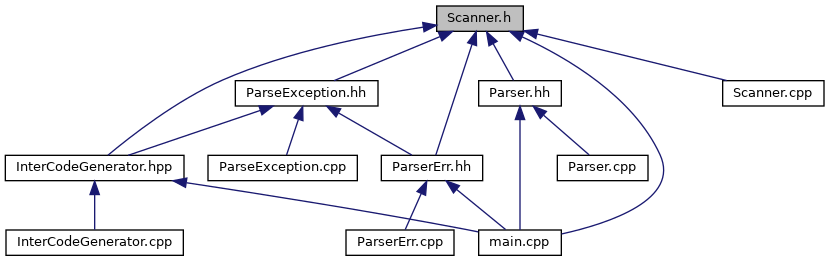 Scanner.h
ParseException.hh
Parser.hh
Scanner.cpp
InterCodeGenerator.hpp
ParseException.cpp
ParserErr.hh
Parser.cpp
InterCodeGenerator.cpp
ParserErr.cpp
main.cpp